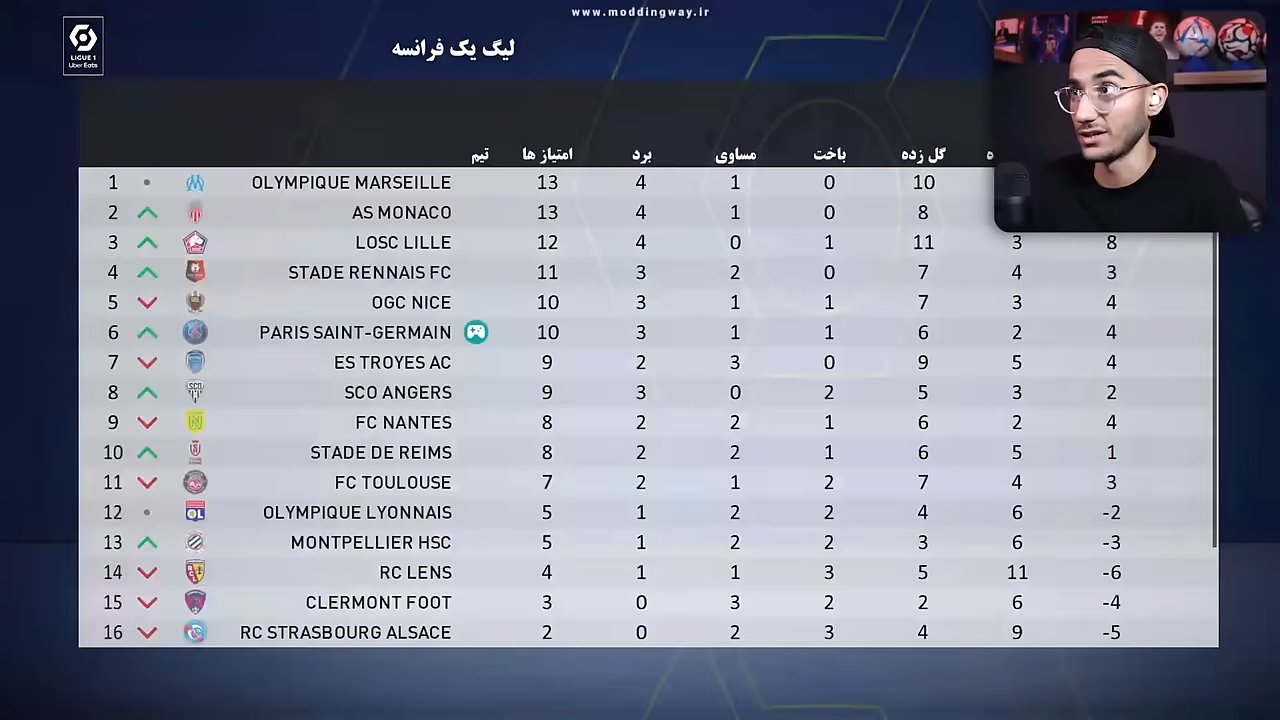 www.moddingway.ir
LIGUE 1
Uber Eats
لیگ یک فرانسه
تیم امتیاز ها برد مساوی باخت گل زده
1 OLYMPIQUE MARSEILLE 13 4 1 0 10
2 AS MONACO 13 4 1 0 8
3 LOSC LILLE 12 4 0 1 11 3 8
4 STADE RENNAIS FC 11 3 2 0 7 4 3
5 OGC NICE 10 3 1 1 7 3 4
6 PARIS SAINT-GERMAIN 10 3 1 1 6 2 4
7 ES TROYES AC 9 2 3 0 9 5 4
8 SCO ANGERS 9 3 0 2 5 3 2
9 FC NANTES 8 2 2 1 6 2 4
10 STADE DE REIMS 8 2 2 1 6 5 1
11 FC TOULOUSE 7 2 1 2 7 4 3
12 OLYMPIQUE LYONNAIS 5 1 2 2 4 6 -2
13 MONTPELLIER HSC 5 1 2 2 3 6 -3
14 RC LENS 4 1 1 3 5 11 -6
15 CLERMONT FOOT 3 0 3 2 2 6 -4
16 RC STRASBOURG ALSACE 2 0 2 3 4 9 -5